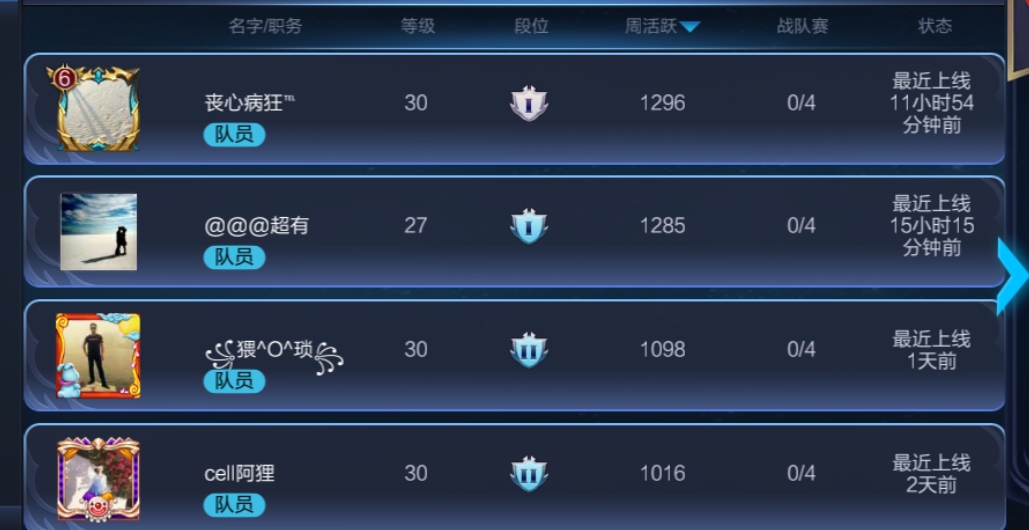 名字/职务 等级 段位 周活跃 战队赛 状态
6
丧心病狂℡ 30 I 1296 0/4 最近上线
11小时54
分钟前
队员
@@@超有 27 I 1285 0/4 最近上线
15小时15
分钟前
队员
꧁猥^O^琐꧂ 30 II 1098 0/4 最近上线
1天前
队员
cell阿狸 30 II 1016 0/4 最近上线
2天前
队员